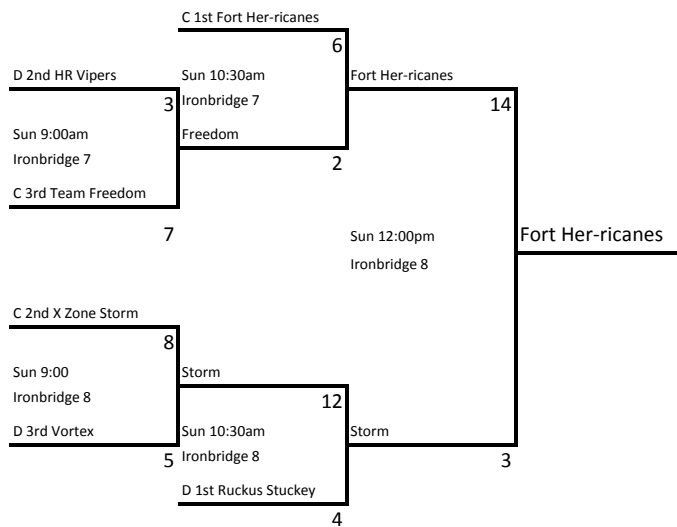 C 1st Fort Her-ricanes
6
D 2nd HR Vipers
Sun 10:30am
Fort Her-ricanes
3
Ironbridge 7
14
Sun 9:00am
Freedom
Ironbridge 7
2
C 3rd Team Freedom
7
Sun 12:00pm
Fort Her-ricanes
Ironbridge 8
C 2nd X Zone Storm
8
Sun 9:00
Storm
Ironbridge 8
12
D 3rd Vortex
Sun 10:30am
Storm
5
Ironbridge 8
3
D 1st Ruckus Stuckey
4